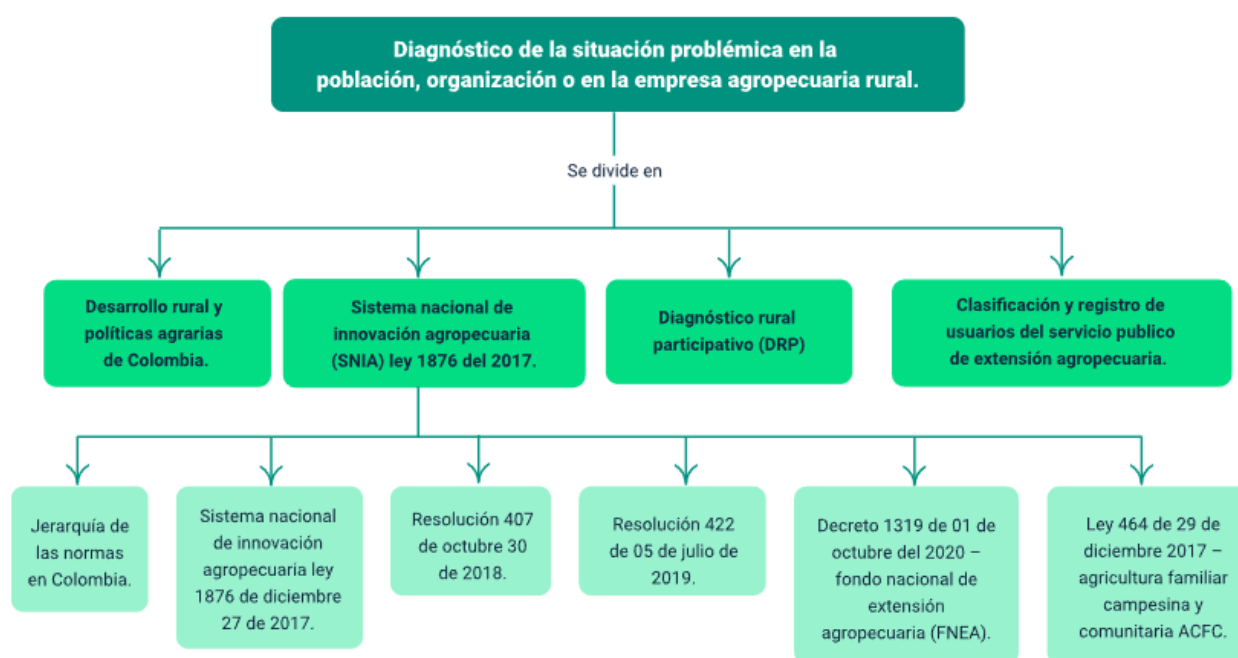 Diagnóstico de la situación problémica en la
población, organización o en la empresa agropecuaria rural.
Se divide en
Desarrollo rural y
políticas agrarias
de Colombia.
Sistema nacional de
innovación agropecuaria
(SNIA) ley 1876 del 2017.
Diagnóstico rural
participativo (DRP)
Clasificación y registro de
usuarios del servicio publico
de extensión agropecuaria.
Jerarquía de
las normas
en Colombia.
Sistema nacional
de innovación
agropecuaria ley
1876 de diciembre
27 de 2017.
Resolución 407
de octubre 30
de 2018.
Resolución 422
de 05 de julio de
2019.
Decreto 1319 de 01 de
octubre del 2020 –
fondo nacional de
extensión
agropecuaria (FNEA).
Ley 464 de 29 de
diciembre 2017 –
agricultura familiar
campesina y
comunitaria ACFC.